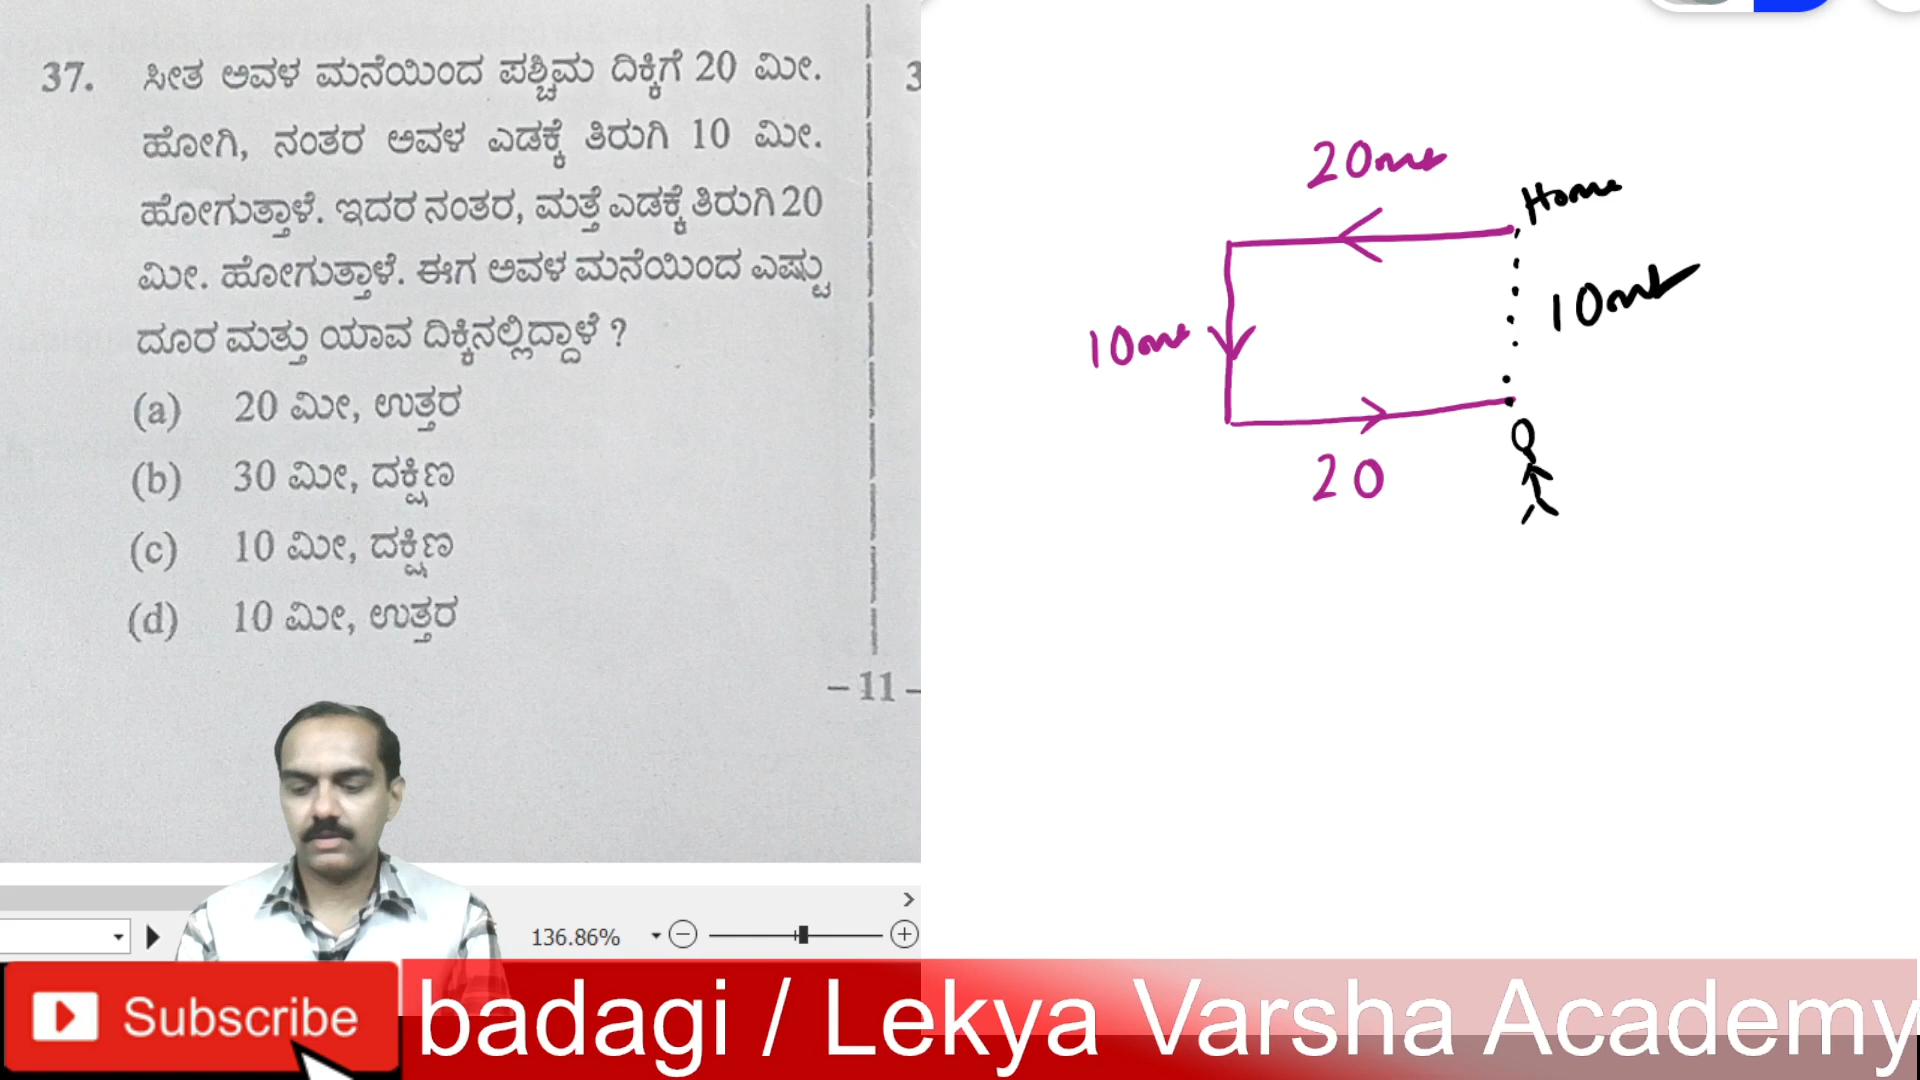 37. ಸೀತ ಅವಳ ಮನೆಯಿಂದ ಪಶ್ಚಿಮ ದಿಕ್ಕಿಗೆ 20 ಮೀ.
ಹೋಗಿ, ನಂತರ ಅವಳ ಎಡಕ್ಕೆ ತಿರುಗಿ 10 ಮೀ.
ಹೋಗುತ್ತಾಳೆ. ಇದರ ನಂತರ, ಮತ್ತೆ ಎಡಕ್ಕೆ ತಿರುಗಿ 20
ಮೀ. ಹೋಗುತ್ತಾಳೆ. ಈಗ ಅವಳ ಮನೆಯಿಂದ ಎಷ್ಟು
ದೂರ ಮತ್ತು ಯಾವ ದಿಕ್ಕಿನಲ್ಲಿದ್ದಾಳೆ ?
(a) 20 ಮೀ, ಉತ್ತರ
(b) 30 ಮೀ, ದಕ್ಷಿಣ
(c) 10 ಮೀ, ದಕ್ಷಿಣ
(d) 10 ಮೀ, ಉತ್ತರ
– 11 –
3
20mt
Home
10mt
10mt
20
136.86%
Subscribe
badagi / Lekya Varsha Academy